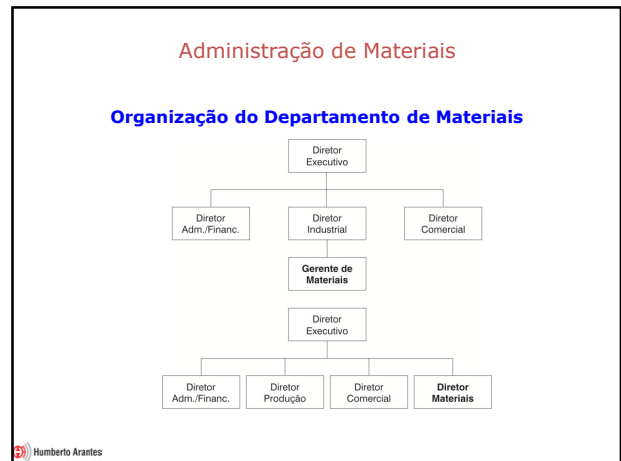 Administração de Materiais
Organização do Departamento de Materiais
Diretor
Executivo
Diretor
Adm./Financ.
Diretor
Industrial
Diretor
Comercial
Gerente de
Materiais
Diretor
Executivo
Diretor
Adm./Financ.
Diretor
Produção
Diretor
Comercial
Diretor
Materiais
Humberto Arantes